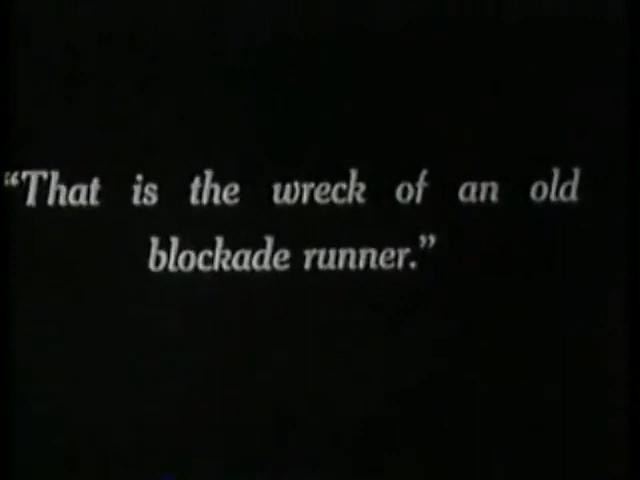 “That is the wreck of an old
blockade runner.”